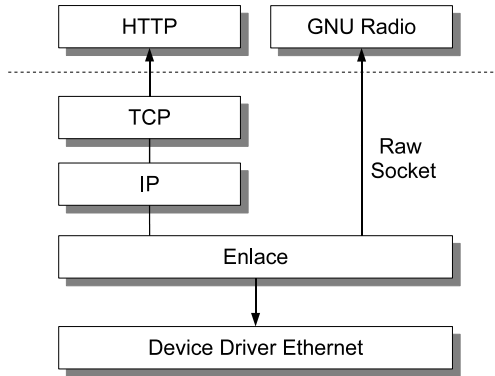 HTTP
GNU Radio
TCP
Raw
Socket
IP
Enlace
Device Driver Ethernet